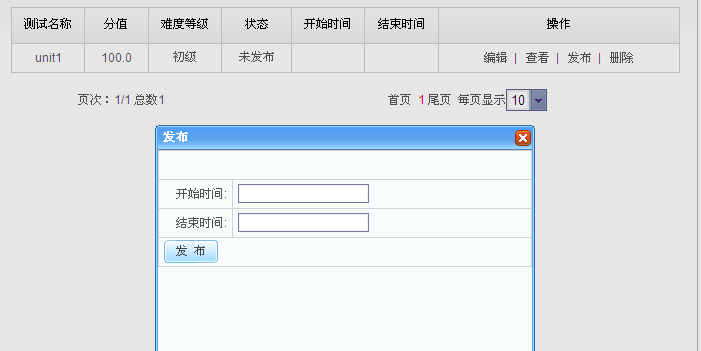 测试名称 分值 难度等级 状态 开始时间 结束时间 操作
unit1 100.0 初级 未发布 编辑 | 查看 | 发布 | 删除
页次：1/1 总数1 首页 1 尾页 每页显示 10
发布
开始时间:
结束时间:
发 布